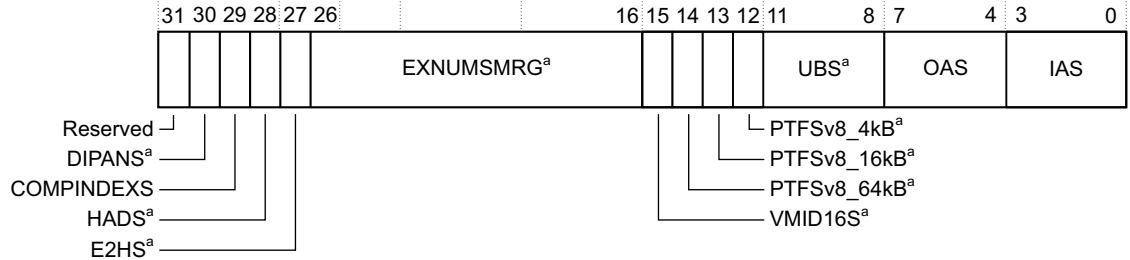 31 30 29 28 27 26 16 15 14 13 12 11 8 7 4 3 0
EXNUMSMRGᵃ UBSᵃ OAS IAS
Reserved PTFSv8_4kBᵃ
DIPANSᵃ PTFSv8_16kBᵃ
COMPINDEXS PTFSv8_64kBᵃ
HADSᵃ VMID16Sᵃ
E2HSᵃ